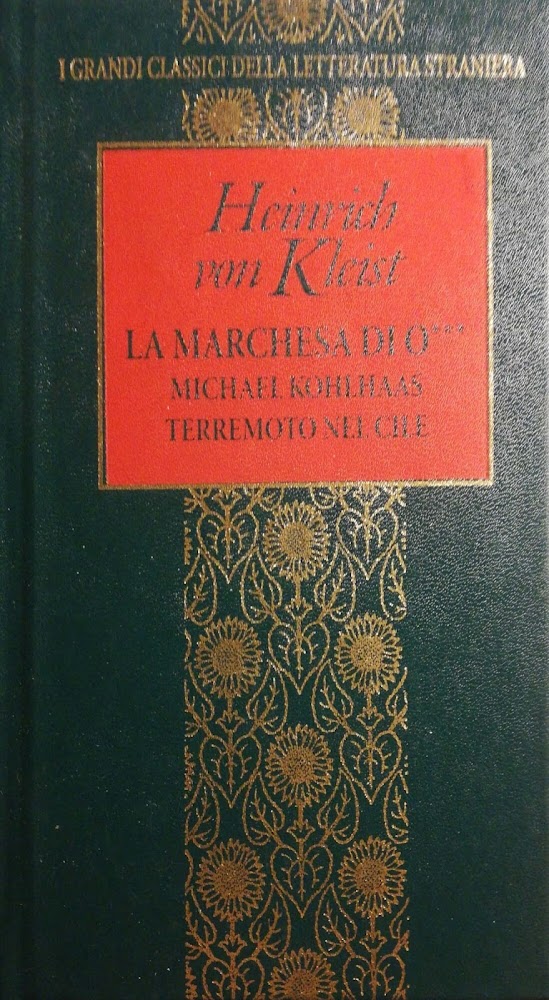 I GRANDI CLASSICI DELLA LETTERATURA STRANIERA
Heinrich
von Kleist
LA MARCHESA DI O***
MICHAEL KOHLHAAS
TERREMOTO NEL CILE